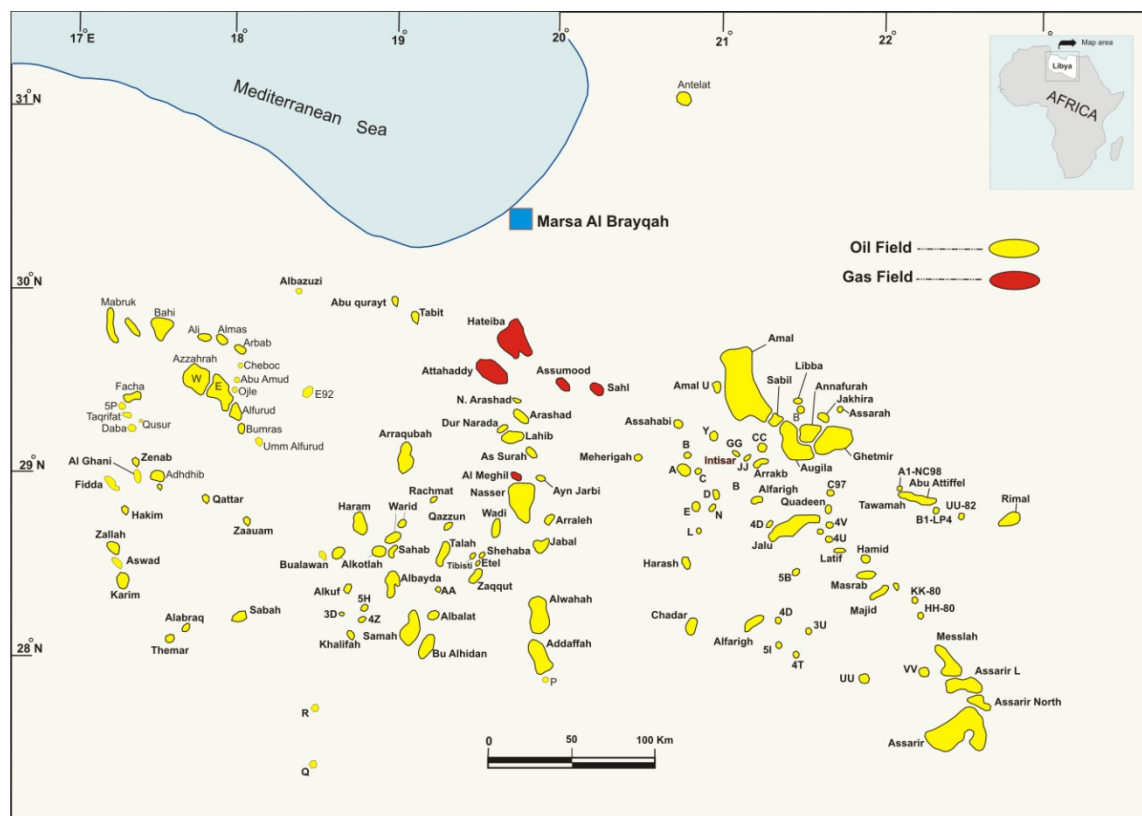 17 E
18
19
20
21
22
23
31 N
30 N
29 N
28 N
Map area
Libya
AFRICA
Mediterranean Sea
Antelat
Marsa Al Brayqah
Oil Field
Gas Field
Albazuzi
Abu qurayt
Tabit
Mabruk
Bahi
Ali
Almas
Arbab
Azzahrah
W
E
Cheboc
Abu Amud
Ojle
E92
Facha
5P
Taqrifat
Daba
Qusur
Alfurud
Bumras
Umm Alfurud
Hateiba
Attahaddy
Assumood
Sahl
N. Arashad
Arashad
Dur Narada
Lahib
As Surah
Arraqubah
Al Meghil
Nasser
Ayn Jarbi
Amal
Amal U
Sabil
Libba
B
Annafurah
Jakhira
Assarah
Assahabi
Y
B
GG
CC
Intisar
JJ
Arrakb
Augila
Ghetmir
Meherigah
A
C
D
B
Alfarigh
C97
Quadeen
A1-NC98
Abu Attiffel
Tawamah
UU-82
B1-LP4
Rimal
Al Ghani
Zenab
Adhdhib
Fidda
Hakim
Qattar
Zaauam
Zallah
Aswad
Karim
Haram
Warid
Rachmat
Qazzun
Wadi
Arraleh
Jabal
Talah
Shehaba
Tibisti
Etel
Zaqqut
Bualawan
Alkotlah
Sahab
Albayda
AA
Alkuf
5H
3D
4Z
Albalat
Khalifah
Samah
Bu Alhidan
Alabraq
Sabah
Themar
Alwahah
Addaffah
P
E
N
L
4D
Jalu
4V
4U
Latif
Hamid
Harash
5B
Masrab
Majid
KK-80
HH-80
Chadar
Alfarigh
4D
3U
5I
4T
UU
VV
Messlah
Assarir L
Assarir North
Assarir
R
Q
0
50
100 Km